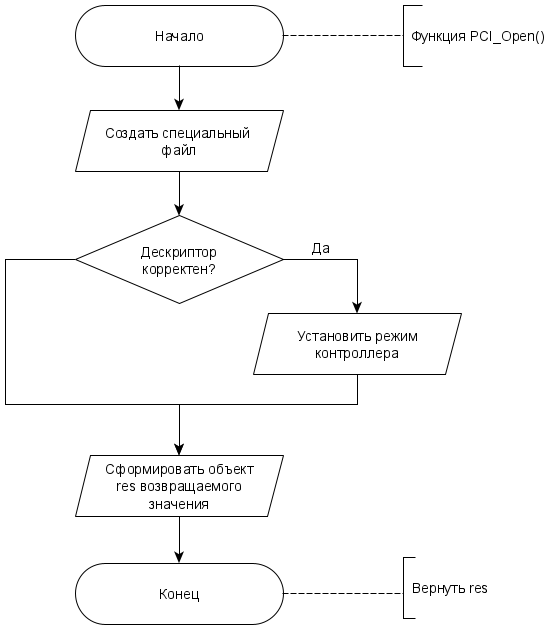 Начало
Функция PCI_Open()
Создать специальный
файл
Дескриптор
корректен?
Да
Установить режим
контроллера
Сформировать объект
res возвращаемого
значения
Конец
Вернуть res